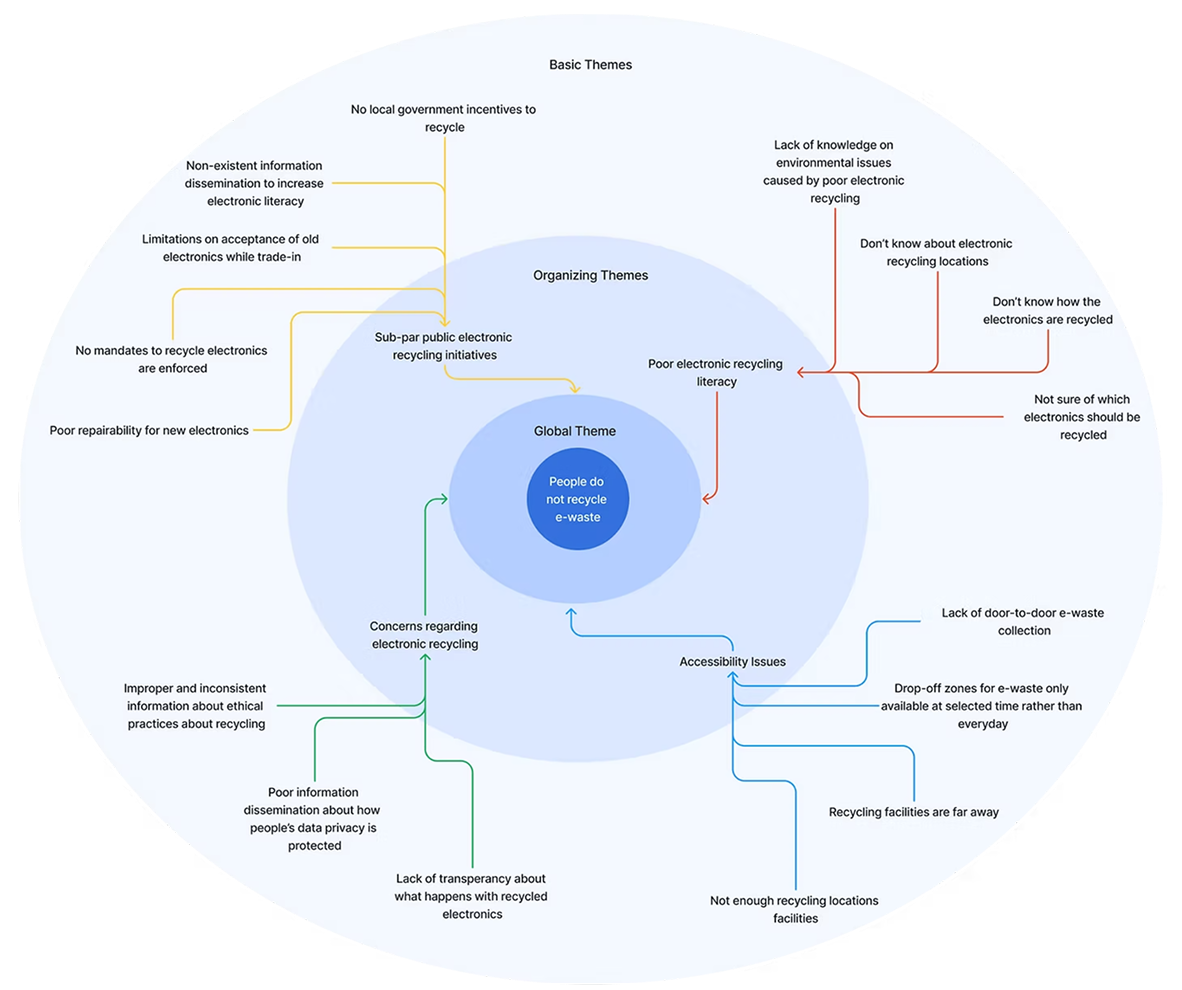 Basic Themes
No local government incentives to
recycle
Non-existent information
dissemination to increase
electronic literacy
Limitations on acceptance of old
electronics while trade-in
No mandates to recycle electronics
are enforced
Poor repairability for new electronics
Lack of knowledge on
environmental issues
caused by poor electronic
recycling
Don't know about electronic
recycling locations
Don't know how the
electronics are recycled
Not sure of which
electronics should be
recycled
Organizing Themes
Sub-par public electronic
recycling initiatives
Poor electronic recycling
literacy
Global Theme
People do
not recycle
e-waste
Concerns regarding
electronic recycling
Accessibility Issues
Improper and inconsistent
information about ethical
practices about recycling
Poor information
dissemination about how
people's data privacy is
protected
Lack of transperancy about
what happens with recycled
electronics
Lack of door-to-door e-waste
collection
Drop-off zones for e-waste only
available at selected time rather than
everyday
Recycling facilities are far away
Not enough recycling locations
facilities